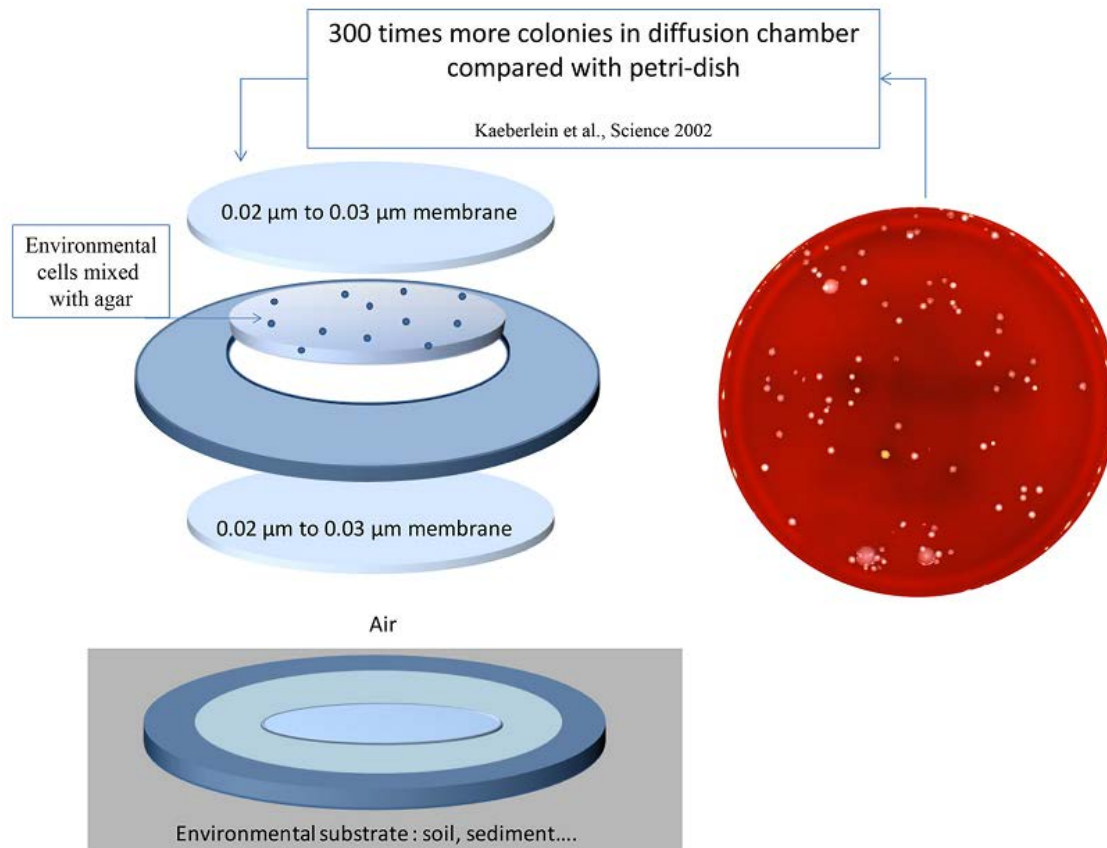 300 times more colonies in diffusion chamber
compared with petri-dish
Kaeberlein et al., Science 2002
0.02 µm to 0.03 µm membrane
Environmental
cells mixed
with agar
0.02 µm to 0.03 µm membrane
Air
Environmental substrate : soil, sediment....